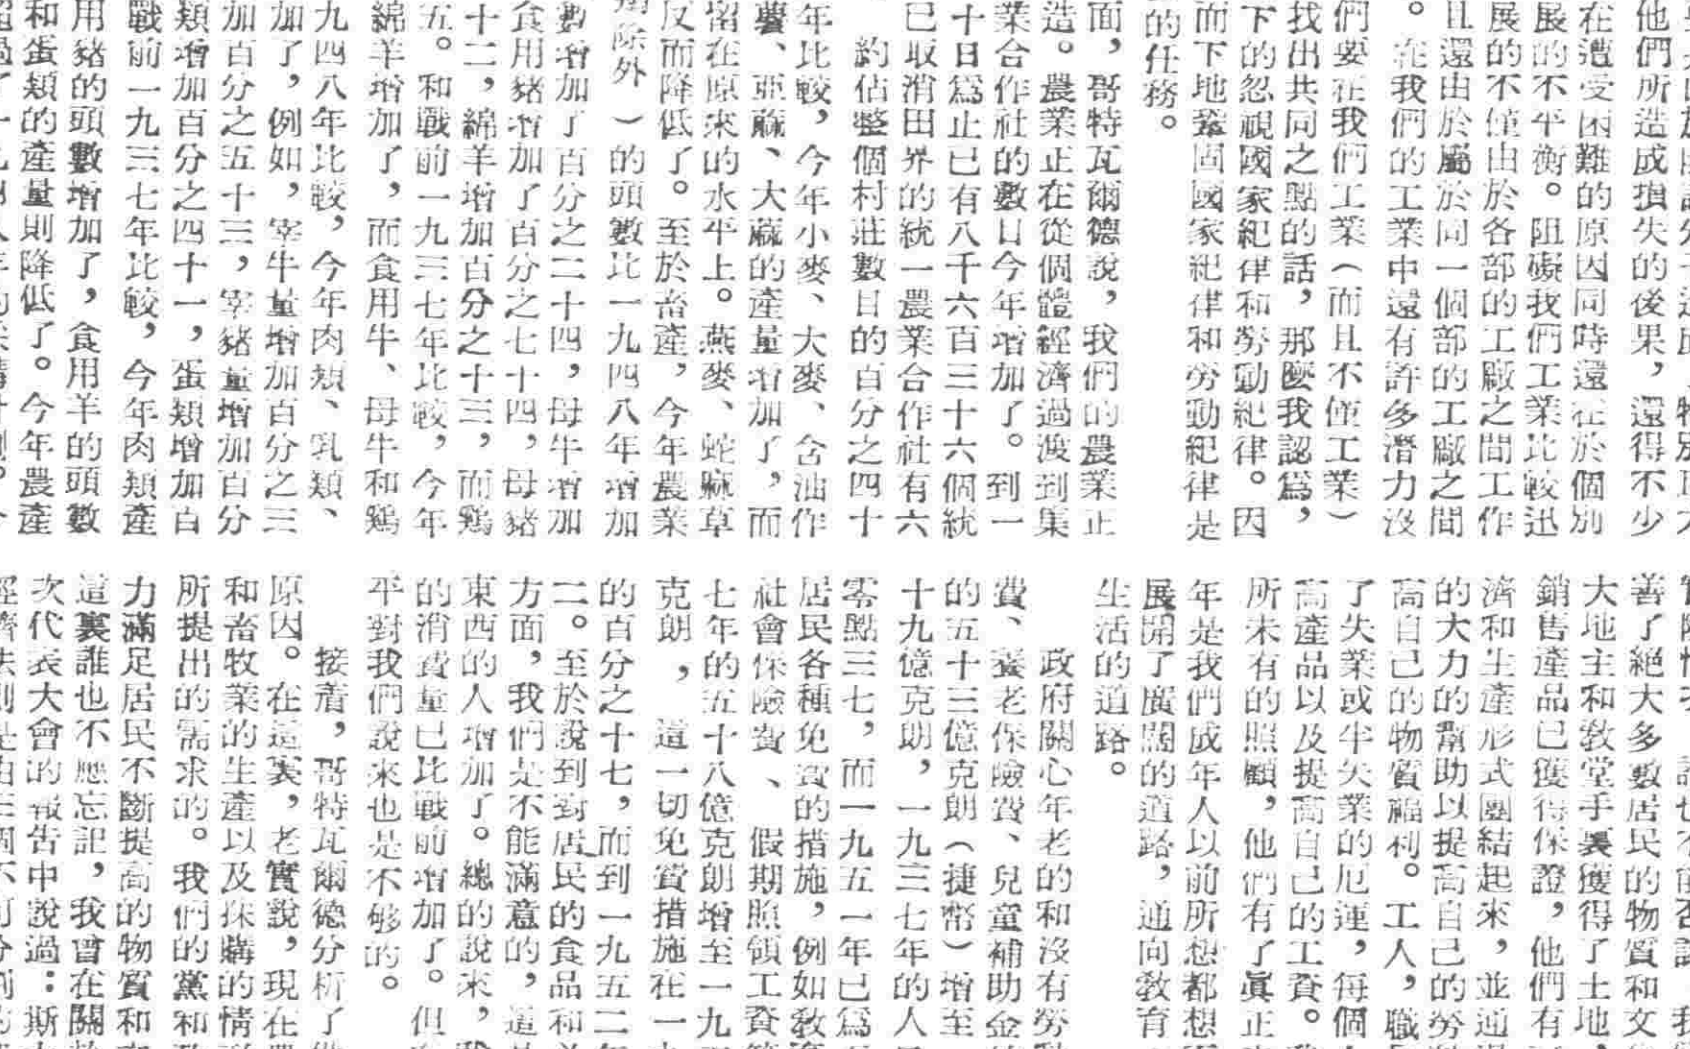 他們所造成損失的後果，還得不少
在遭受困難的原因同時還在於個別
展的不平衡。阻礙我們工業比較迅
展的不僅由於各部的工廠之間工作
且還由於屬於同一個部的工廠之間
。在我們的工業中還有許多潛力沒
們要在我們工業（而且不僅工業）
找出共同之點的話，那麼我認爲，
下的忽視國家紀律和勞動紀律。因
而下地鞏固國家紀律和勞動紀律是
的任務。
面，哥特瓦爾德說，我們的農業正
造。農業正在從個體經濟過渡到集
業合作社的數目今年增加了。到一
十日爲止已有八千六百三十六個統
已取消田界的統一農業合作社有六
約佔整個村莊數目的百分之四十
年比較，今年小麥、大麥、含油作
薯、亞蔴、大蔴的產量增加了，而
留在原來的水平上。燕麥、蛇蔴草
反而降低了。至於畜產，今年農業
除外）的頭數比一九四八年增加
數增加了百分之二十四，母牛增加
食用豬增加了百分之七十四，母豬
十二，綿羊增加百分之十三，而鷄
五。和戰前一九三七年比較，今年
綿羊增加了，而食用牛、母牛和鷄
九四八年比較，今年肉類、乳類、
加了，例如，宰牛量增加百分之三
加百分之五十三，宰豬量增加百分
類增加百分之四十一，蛋類增加百
戰前一九三七年比較，今年肉類產
用豬的頭數增加了，食用羊的頭數
和蛋類的產量則降低了。今年農產
善了絕大多數居民的物質和文
大地主和教堂手裏獲得了土地，
銷售產品已獲得保證，他們有
濟和生產形式團結起來，並通
的大力的幫助以提高自己的勞
高自己的物質福利。工人，職
了失業或半失業的厄運，每個
高產品以及提高自己的工資。
所未有的照顧，他們有了眞正
年是我們成年人以前所想都想
展開了廣闊的道路，通向教育
生活的道路。
政府關心年老的和沒有勞
費、養老保險費、兒童補助金
的五十三億克朗（捷幣）增至
十九億克朗，一九三七年的人
零點三七，而一九五一年已爲
居民各種免費的措施，例如教
社會保險費、假期照領工資
七年的五十八億克朗增至一九
克朗，這一切免費措施在一
的百分之十七，而到一九五二
二。至於說到對居民的食品和
方面，我們是不能滿意的，這
東西的人增加了。總的說來，
的消費量已比戰前增加了。但
平對我們說來也是不够的。
接着，哥特瓦爾德分析了
原因。在這裏，老實說，現在
和畜牧業的生產以及採購的情
所提出的需求的。我們的黨和
力滿足居民不斷提高的物質和
這裏誰也不應忘記，我曾在關
次代表大會的報告中說過：斯